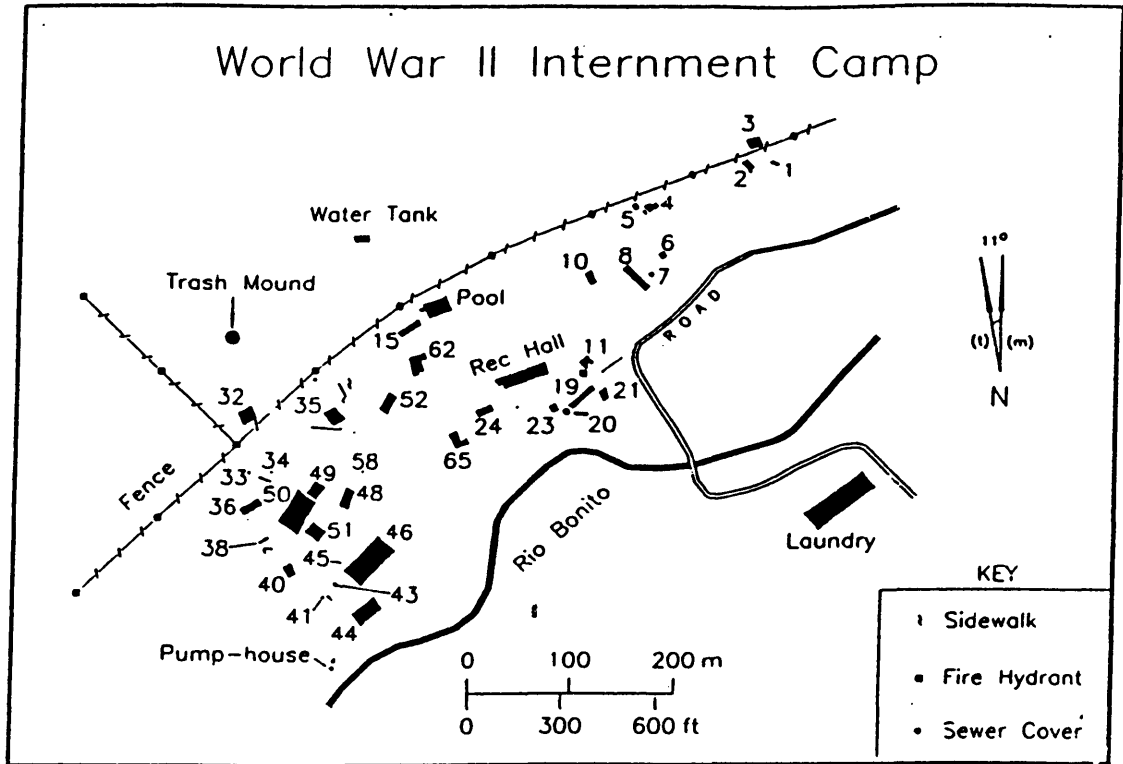 World War II Internment Camp
3
2
1
5
4
Water Tank
6
8
7
10
11°
Trash Mound
Pool
ROAD
15
62
Rec Hall
11
(t)
(m)
19
21
32
35
52
N
24
23
20
65
34
58
33
49
Fence
50
48
36
51
46
Rio Bonito
Laundry
38
45
40
43
KEY
41
44
Sidewalk
Pump-house
0 100 200 m
Fire Hydrant
0 300 600 ft
Sewer Cover